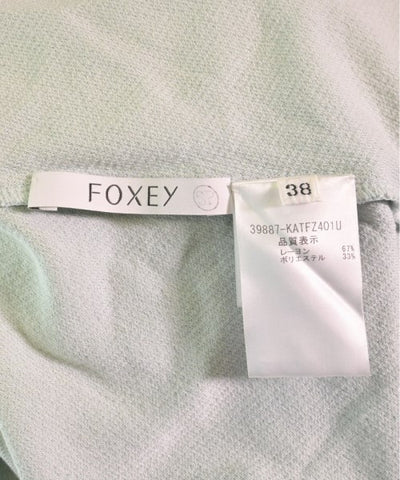 FOXEY
38
39887-KATFZ401U
品質表示
レーヨン 67%
ポリエステル 33%